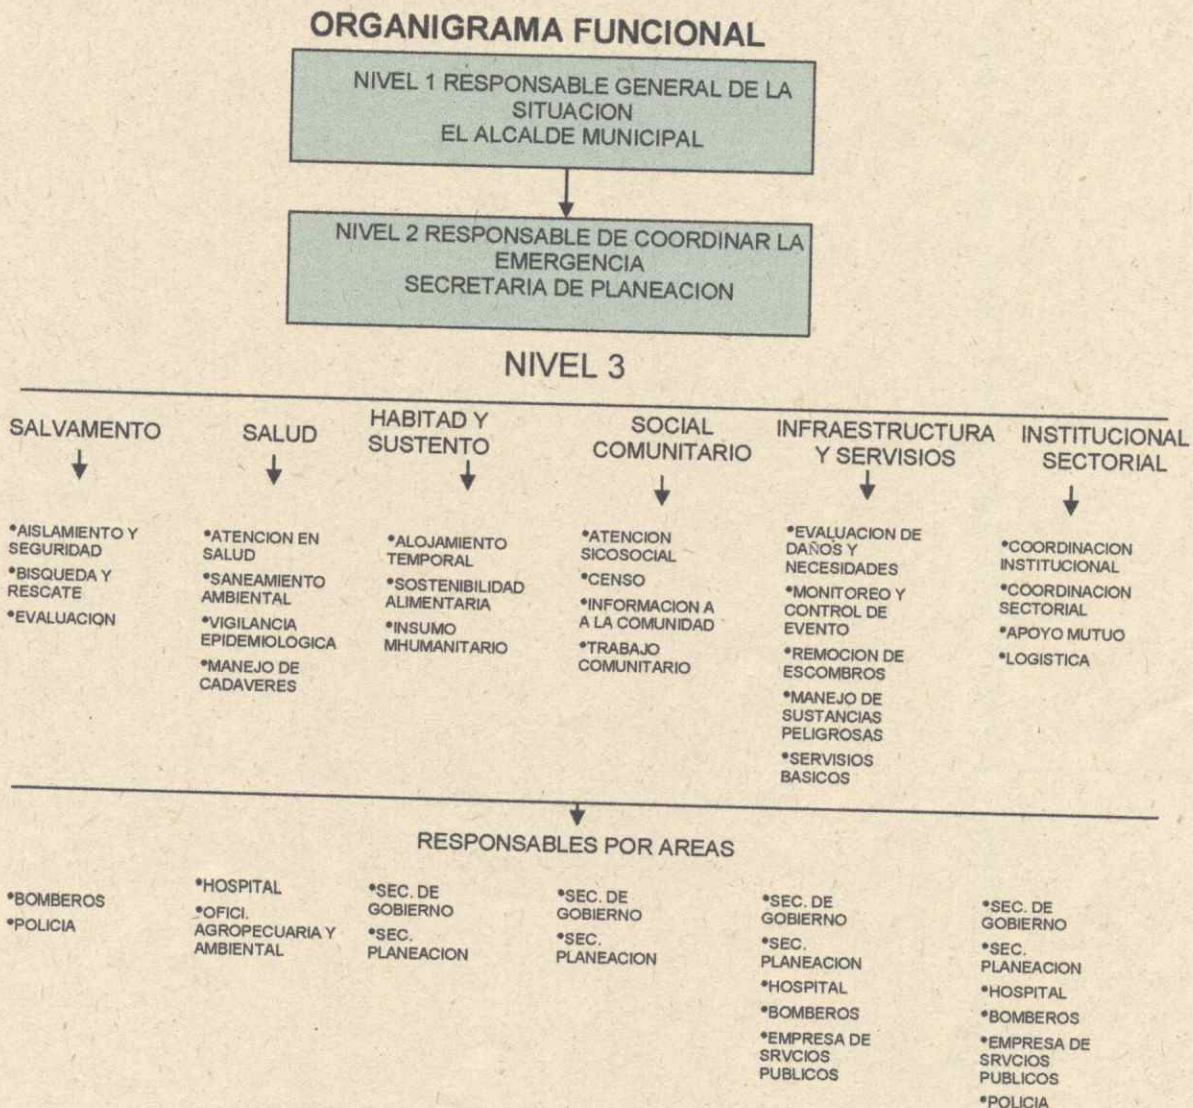 ORGANIGRAMA FUNCIONAL
NIVEL 1 RESPONSABLE GENERAL DE LA
SITUACION
EL ALCALDE MUNICIPAL
NIVEL 2 RESPONSABLE DE COORDINAR LA
EMERGENCIA
SECRETARIA DE PLANEACION
NIVEL 3
SALVAMENTO
•AISLAMIENTO Y
SEGURIDAD
•BISQUEDA Y
RESCATE
•EVALUACION
SALUD
•ATENCION EN
SALUD
•SANEAMIENTO
AMBIENTAL
•VIGILANCIA
EPIDEMIOLOGICA
•MANEJO DE
CADAVERES
HABITAD Y
SUSTENTO
•ALOJAMIENTO
TEMPORAL
•SOSTENIBILIDAD
ALIMENTARIA
•INSUMO
MHUMANITARIO
SOCIAL
COMUNITARIO
•ATENCION
SICOSOCIAL
•CENSO
•INFORMACION A
A LA COMUNIDAD
•TRABAJO
COMUNITARIO
INFRAESTRUCTURA
Y SERVISIOS
•EVALUACION DE
DAÑOS Y
NECESIDADES
•MONITOREO Y
CONTROL DE
EVENTO
•REMOCION DE
ESCOMBROS
•MANEJO DE
SUSTANCIAS
PELIGROSAS
•SERVISIOS
BASICOS
INSTITUCIONAL
SECTORIAL
•COORDINACION
INSTITUCIONAL
•COORDINACION
SECTORIAL
•APOYO MUTUO
•LOGISTICA
RESPONSABLES POR AREAS
•BOMBEROS
•POLICIA
•HOSPITAL
•OFICI.
AGROPECUARIA Y
AMBIENTAL
•SEC. DE
GOBIERNO
•SEC.
PLANEACION
•SEC. DE
GOBIERNO
•SEC.
PLANEACION
•SEC. DE
GOBIERNO
•SEC.
PLANEACION
•HOSPITAL
•BOMBEROS
•EMPRESA DE
SRVCIOS
PUBLICOS
•SEC. DE
GOBIERNO
•SEC.
PLANEACION
•HOSPITAL
•BOMBEROS
•EMPRESA DE
SRVCIOS
PUBLICOS
•POLICIA